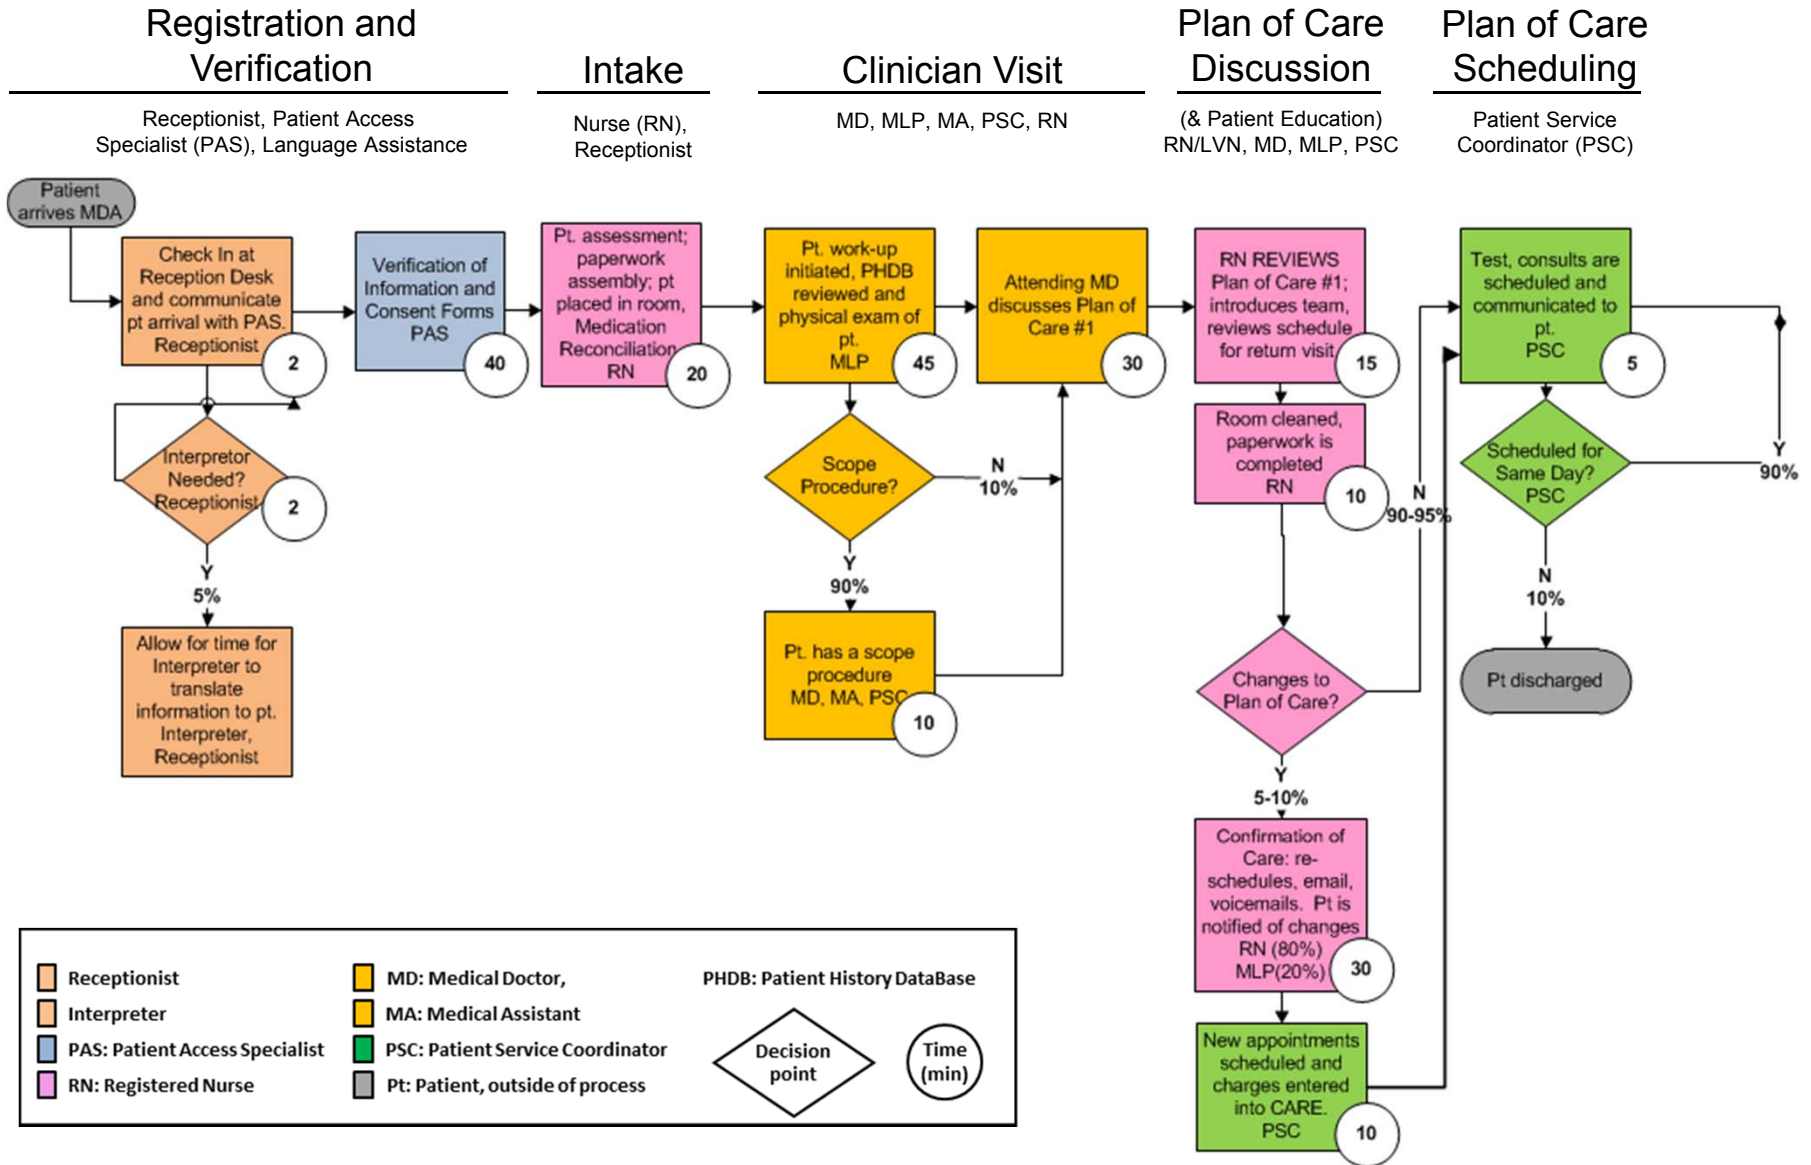 Registration and
Verification
Receptionist, Patient Access
Specialist (PAS), Language Assistance
Intake
Nurse (RN),
Receptionist
Clinician Visit
MD, MLP, MA, PSC, RN
Plan of Care
Discussion
(& Patient Education)
RN/LVN, MD, MLP, PSC
Plan of Care
Scheduling
Patient Service
Coordinator (PSC)
Patient
arrives MDA
Check In at
Reception Desk
and communicate
pt arrival with PAS.
Receptionist
2
Interpretor
Needed?
Receptionist
2
Y
5%
Allow for time for
Interpreter to
translate
information to pt.
Interpreter,
Receptionist
Verification of
Information and
Consent Forms
PAS
40
Pt. assessment;
paperwork
assembly; pt
placed in room,
Medication
Reconciliation
RN
20
Pt. work-up
initiated, PHDB
reviewed and
physical exam of
pt.
MLP
45
Scope
Procedure?
N
10%
Y
90%
Pt. has a scope
procedure
MD, MA, PSC
10
Attending MD
discusses Plan of
Care #1
30
RN REVIEWS
Plan of Care #1;
introduces team,
reviews schedule
for return visit
15
Room cleaned,
paperwork is
completed
RN
10
Changes to
Plan of Care?
N
90-95%
Y
5-10%
Confirmation of
Care: re-
schedules, email,
voicemails. Pt is
notified of changes
RN (80%)
MLP(20%)
30
New appointments
scheduled and
charges entered
into CARE.
PSC
10
Test, consults are
scheduled and
communicated to
pt.
PSC
5
Scheduled for
Same Day?
PSC
Y
90%
N
10%
Pt discharged
Receptionist
Interpreter
PAS: Patient Access Specialist
RN: Registered Nurse
MD: Medical Doctor,
MA: Medical Assistant
PSC: Patient Service Coordinator
Pt: Patient, outside of process
PHDB: Patient History DataBase
Decision
point
Time
(min)